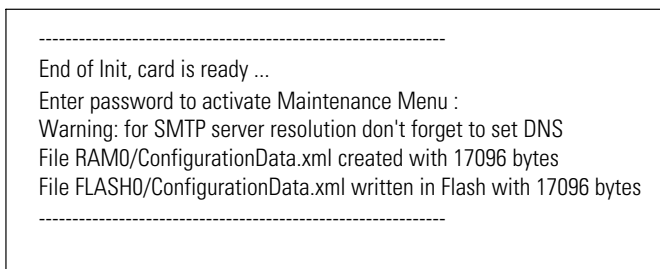 -------------------------------------------------------------
End of Init, card is ready ...
Enter password to activate Maintenance Menu :
Warning: for SMTP server resolution don't forget to set DNS
File RAM0/ConfigurationData.xml created with 17096 bytes
File FLASH0/ConfigurationData.xml written in Flash with 17096 bytes
-------------------------------------------------------------